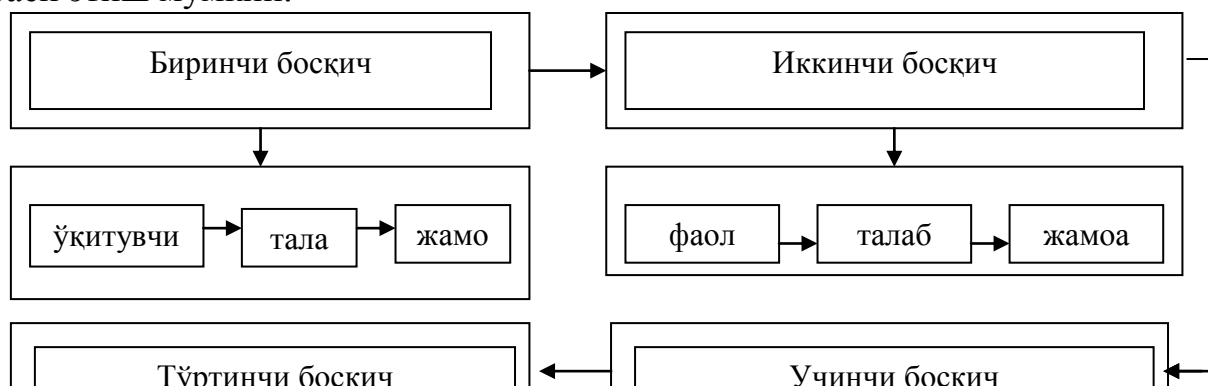 Биринчи босқич
Иккинчи босқич
ўқитувчи тала жамо
фаол талаб жамоа
Тўртинчи босқич
Учинчи босқич